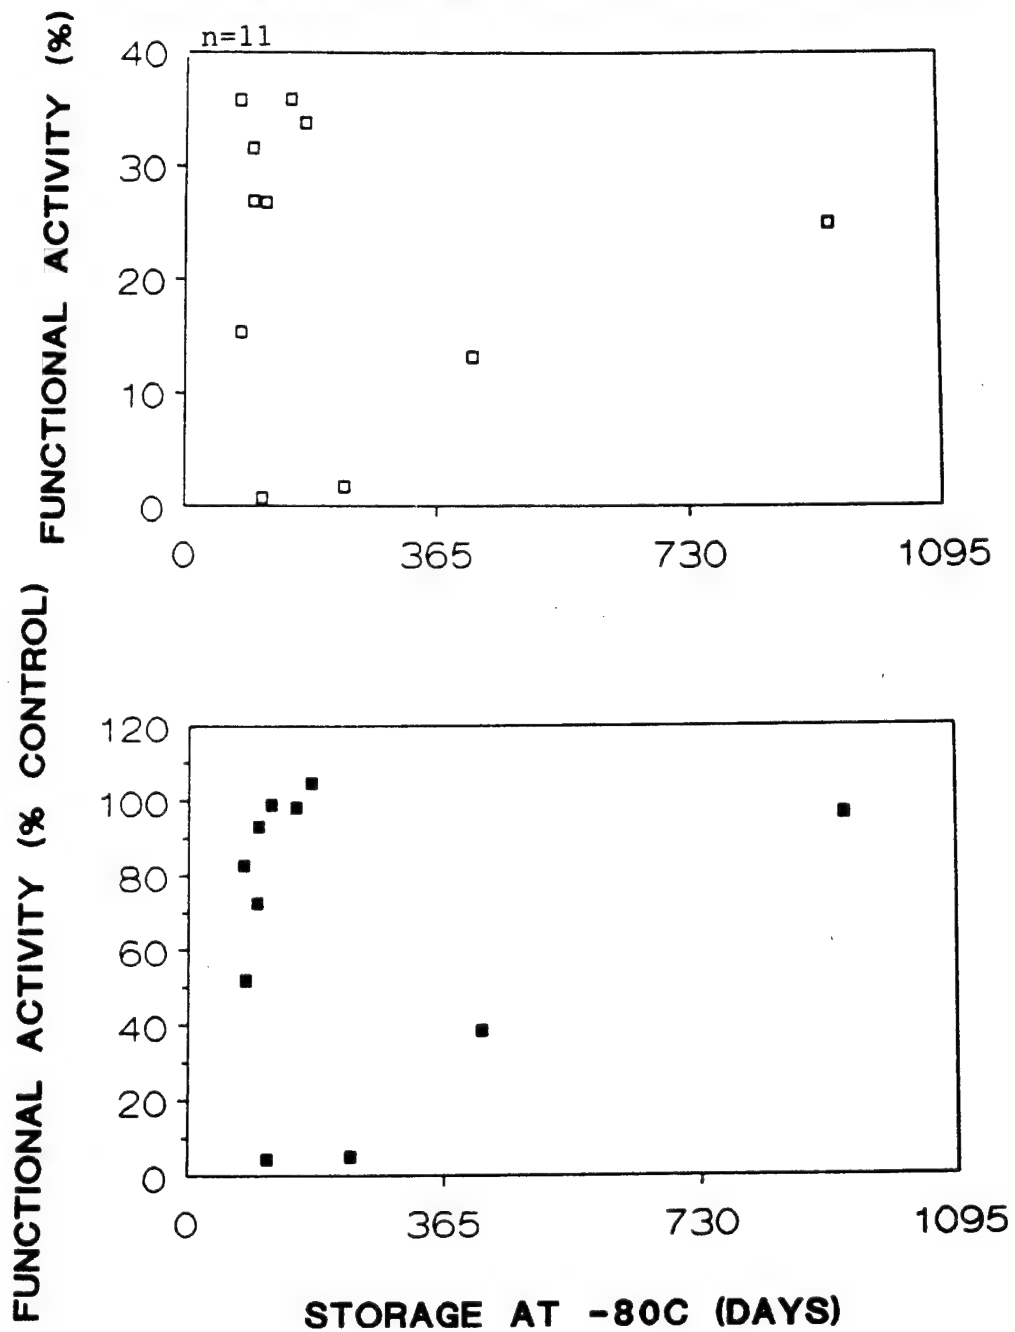 FUNCTIONAL ACTIVITY (%)
n=11
40
30
20
10
0
0 365 730 1095
FUNCTIONAL ACTIVITY (% CONTROL)
120
100
80
60
40
20
0
0 365 730 1095
STORAGE AT -80C (DAYS)